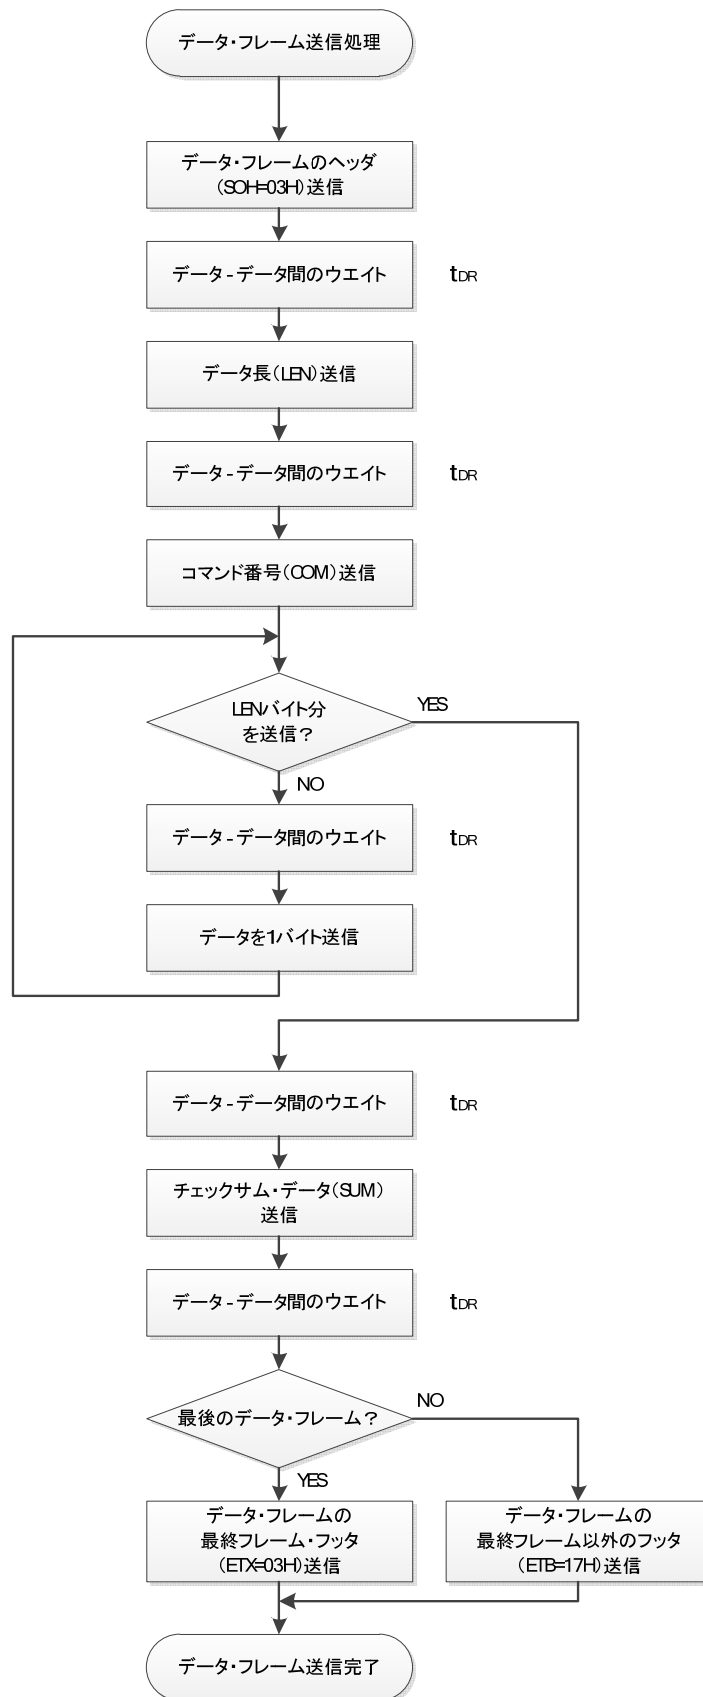 データ・フレーム送信処理
データ・フレームのヘッダ
(SOH=03H)送信
データ-データ間のウエイト
tDR
データ長(LEN)送信
データ-データ間のウエイト
tDR
コマンド番号(COM)送信
LENバイト分
を送信?
YES
NO
データ-データ間のウエイト
tDR
データを1バイト送信
データ-データ間のウエイト
tDR
チェックサム・データ(SUM)
送信
データ-データ間のウエイト
tDR
最後のデータ・フレーム?
NO
YES
データ・フレームの
最終フレーム・フッタ
(ETX=03H)送信
データ・フレームの
最終フレーム以外のフッタ
(ETB=17H)送信
データ・フレーム送信完了